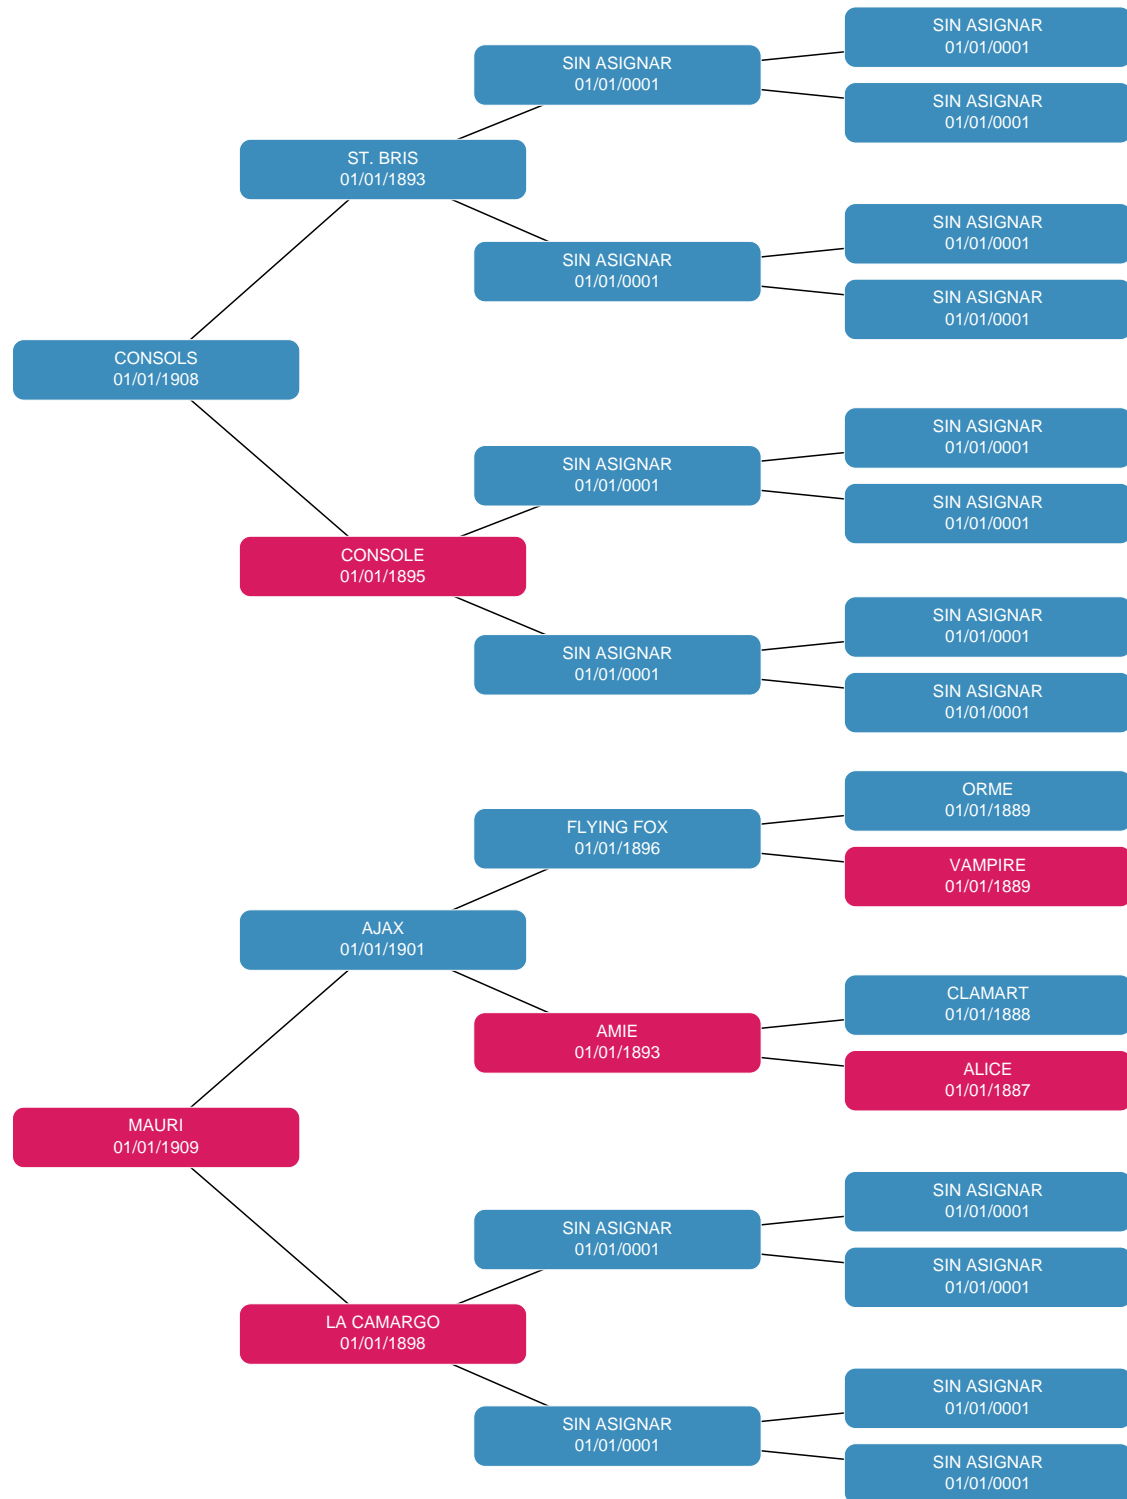 SIN ASIGNAR
01/01/0001
SIN ASIGNAR
01/01/0001
SIN ASIGNAR
01/01/0001
ST. BRIS
01/01/1893
SIN ASIGNAR
01/01/0001
SIN ASIGNAR
01/01/0001
SIN ASIGNAR
01/01/0001
CONSOLS
01/01/1908
SIN ASIGNAR
01/01/0001
SIN ASIGNAR
01/01/0001
SIN ASIGNAR
01/01/0001
CONSOLE
01/01/1895
SIN ASIGNAR
01/01/0001
SIN ASIGNAR
01/01/0001
SIN ASIGNAR
01/01/0001
ORME
01/01/1889
FLYING FOX
01/01/1896
VAMPIRE
01/01/1889
AJAX
01/01/1901
CLAMART
01/01/1888
AMIE
01/01/1893
ALICE
01/01/1887
MAURI
01/01/1909
SIN ASIGNAR
01/01/0001
SIN ASIGNAR
01/01/0001
SIN ASIGNAR
01/01/0001
LA CAMARGO
01/01/1898
SIN ASIGNAR
01/01/0001
SIN ASIGNAR
01/01/0001
SIN ASIGNAR
01/01/0001